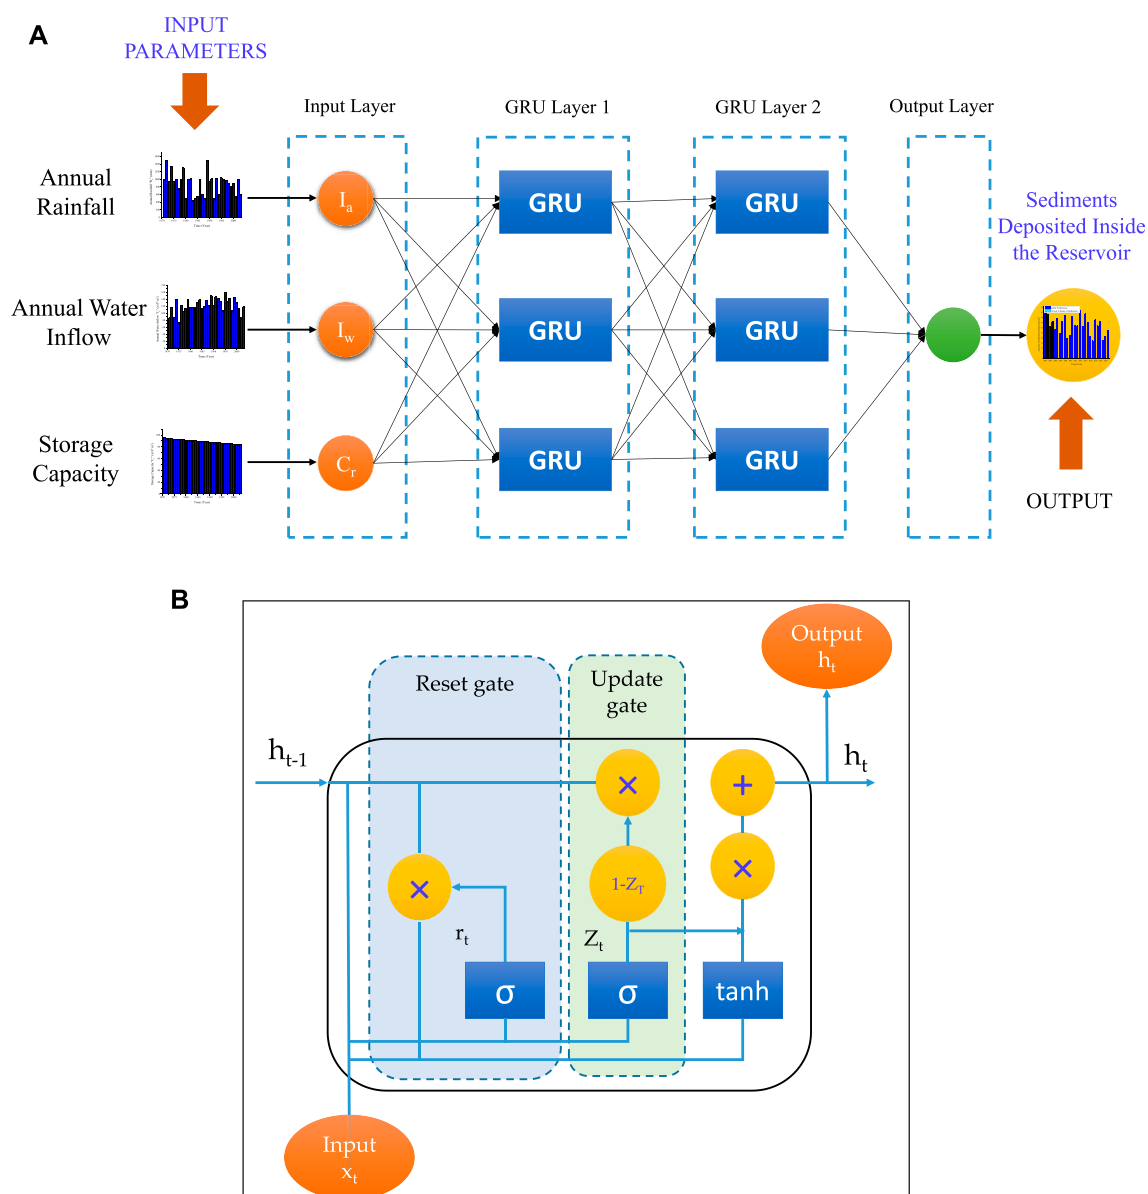 A
INPUT
PARAMETERS
Input Layer
GRU Layer 1
GRU Layer 2
Output Layer
Annual
Rainfall
Iₐ
GRU
GRU
Sediments
Deposited Inside
the Reservoir
Annual Water
Inflow
I_w
GRU
GRU
Storage
Capacity
Cᵣ
GRU
GRU
OUTPUT
B
Output
hₜ
Reset gate
Update
gate
hₜ₋₁
×
+
hₜ
×
1-Z_T
×
rₜ
Zₜ
σ
σ
tanh
Input
xₜ